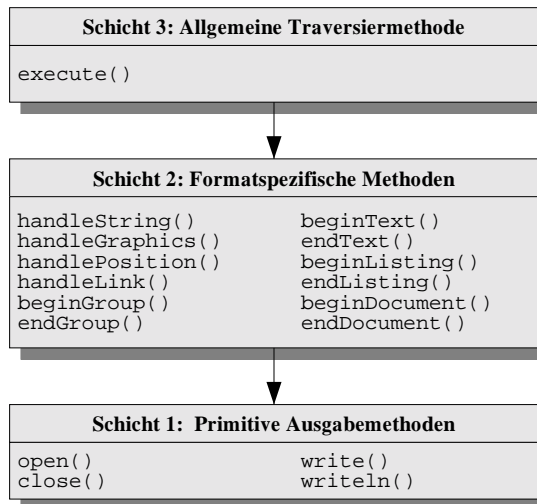 Schicht 3: Allgemeine Traversiermethode
execute()
Schicht 2: Formatspezifische Methoden
handleString() beginText()
handleGraphics() endText()
handlePosition() beginListing()
handleLink() endListing()
beginGroup() beginDocument()
endGroup() endDocument()
Schicht 1: Primitive Ausgabemethoden
open() write()
close() writeln()